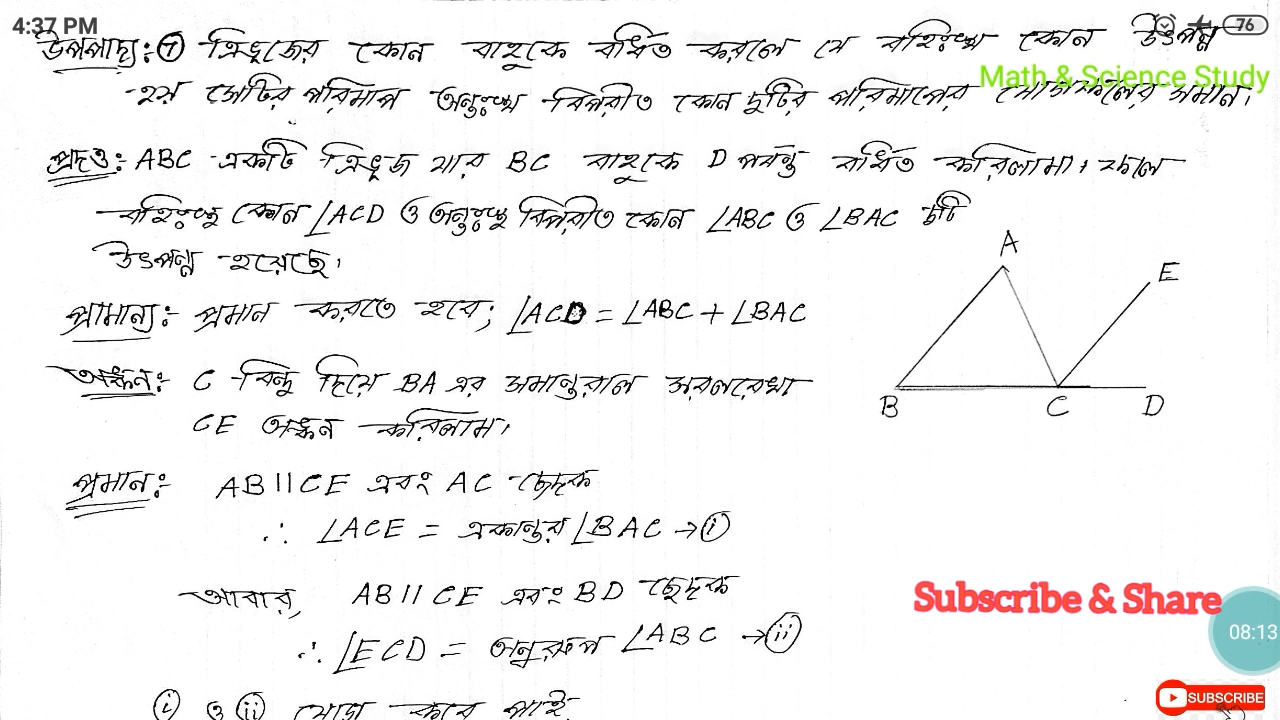 4:37 PM
76
উপপাদ্য: ৭ ত্রিভূজের কোন বাহুকে বর্ধিত করলে যে বহিঃস্থ কোন উৎপন্ন
Math & Science Study
হয় সেটির পরিমাপ অন্তঃস্থ বিপরীত কোন দুটির পরিমাপের যোগফলের সমান।
প্রদত্ত: ABC একটি ত্রিভূজ যার BC বাহুকে D পর্যন্ত বর্ধিত করিলাম। ফলে
বহিঃস্থ কোন ∠ACD ও অন্তঃস্থ বিপরীত কোন ∠ABC ও ∠BAC দুটি
উৎপন্ন হয়েছে।
প্রামান্য:- প্রমান করতে হবে; ∠ACD = ∠ABC + ∠BAC
অঙ্কন:- C বিন্দু দিয়ে BA এর সমান্তরাল সরলরেখা
CE অঙ্কন করিলাম।
প্রমান:- AB || CE এবং AC ছেদক
∴ ∠ACE = একান্তর ∠BAC → i
আবার, AB || CE এবং BD ছেদক
∴ ∠ECD = অনুরূপ ∠ABC → ii
i ও ii যোগ করে পাই,
A
E
B C D
Subscribe & Share
08:13
SUBSCRIBE